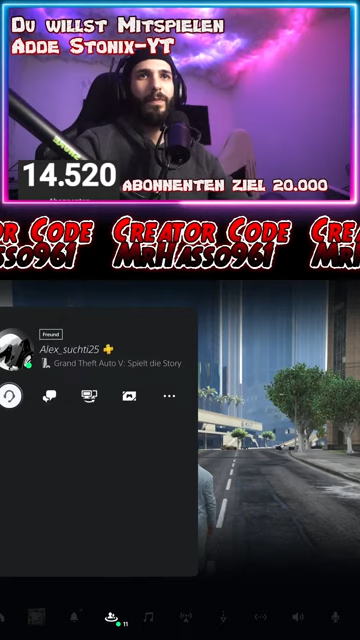 Du willst Mitspielen
Adde Stonix-YT
14.520
Abonnenten Ziel 20.000
Creator Code
MrHasso961
Freund
Alex_suchti25
Grand Theft Auto V: Spielt die Story
11